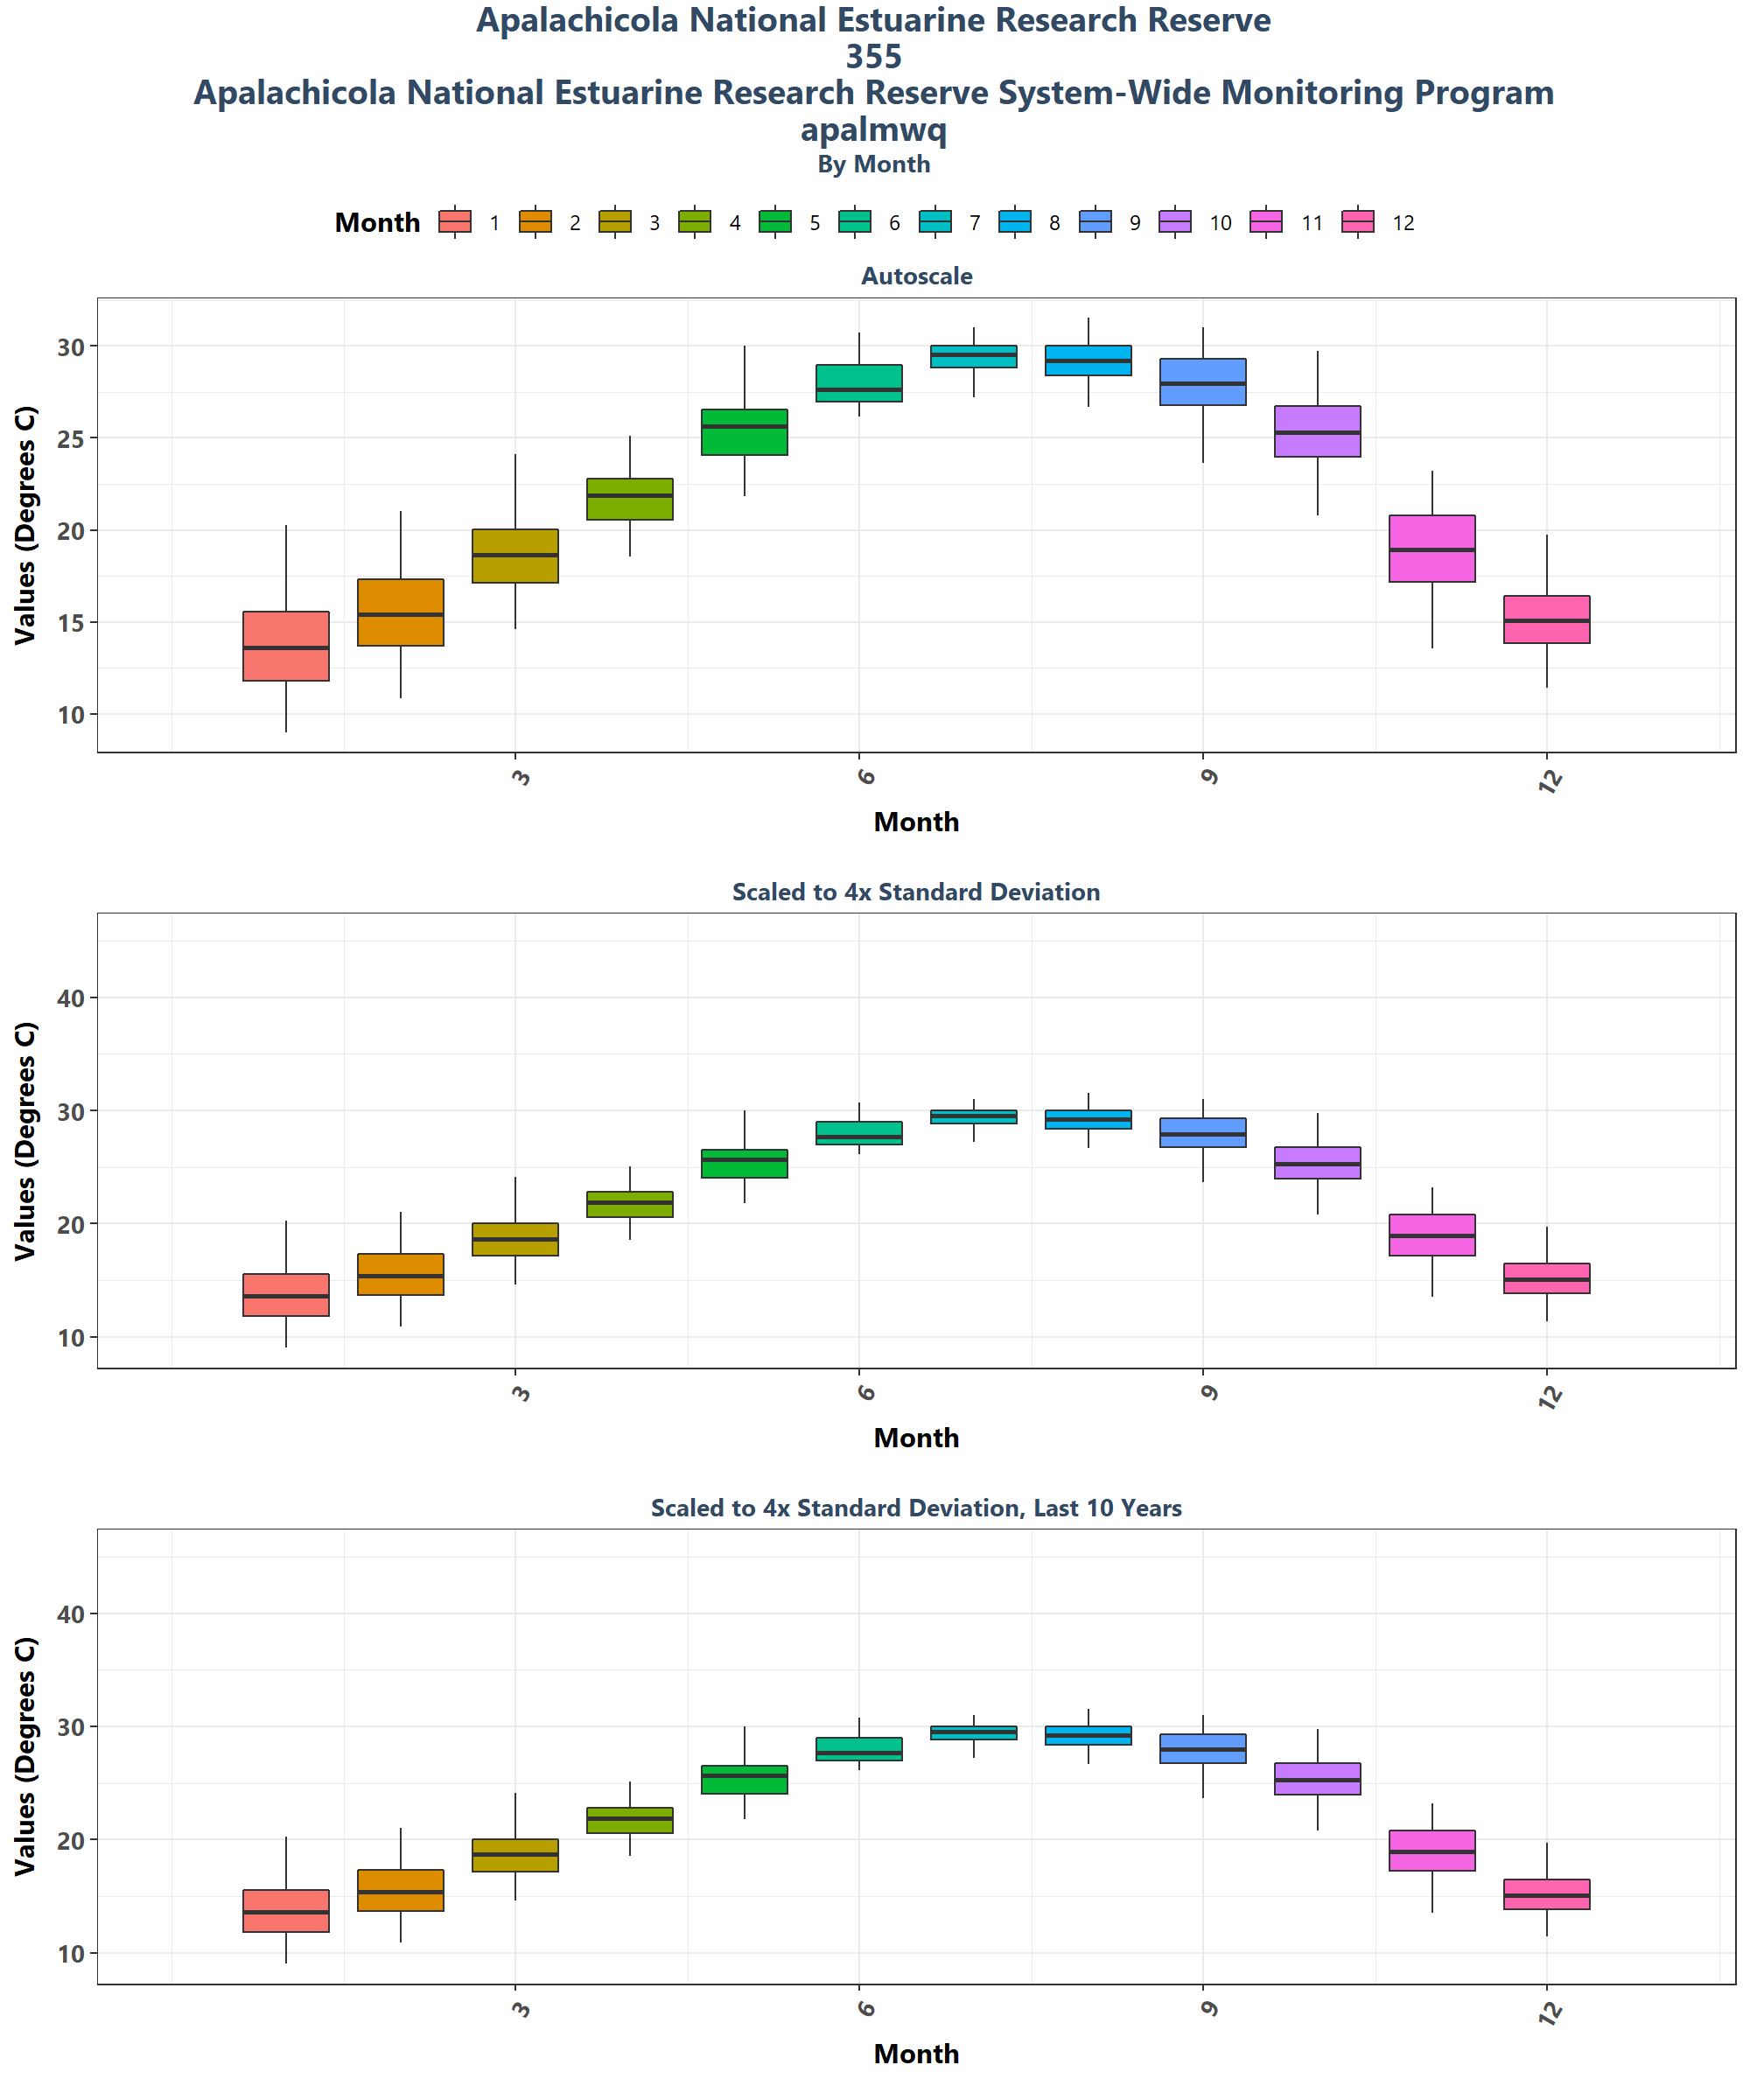 Apalachicola National Estuarine Research Reserve
355
Apalachicola National Estuarine Research Reserve System-Wide Monitoring Program
apalmwq
By Month
Month 1 2 3 4 5 6 7 8 9 10 11 12
Autoscale
Values (Degrees C)
30
25
20
15
10
3 6 9 12
Month
Scaled to 4x Standard Deviation
Values (Degrees C)
40
30
20
10
3 6 9 12
Month
Scaled to 4x Standard Deviation, Last 10 Years
Values (Degrees C)
40
30
20
10
3 6 9 12
Month